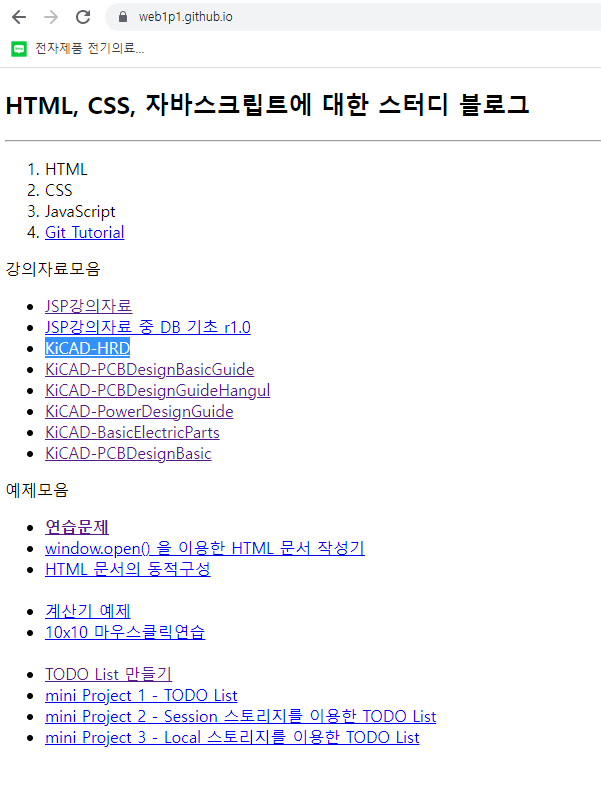 web1p1.github.io
전자제품 전기의료...
HTML, CSS, 자바스크립트에 대한 스터디 블로그
1. HTML
2. CSS
3. JavaScript
4. Git Tutorial
강의자료모음
• JSP강의자료
• JSP강의자료 중 DB 기초 r1.0
• KiCAD-HRD
• KiCAD-PCBDesignBasicGuide
• KiCAD-PCBDesignGuideHangul
• KiCAD-PowerDesignGuide
• KiCAD-BasicElectricParts
• KiCAD-PCBDesignBasic
예제모음
• 연습문제
• window.open() 을 이용한 HTML 문서 작성기
• HTML 문서의 동적구성
• 계산기 예제
• 10x10 마우스클릭연습
• TODO List 만들기
• mini Project 1 - TODO List
• mini Project 2 - Session 스토리지를 이용한 TODO List
• mini Project 3 - Local 스토리지를 이용한 TODO List